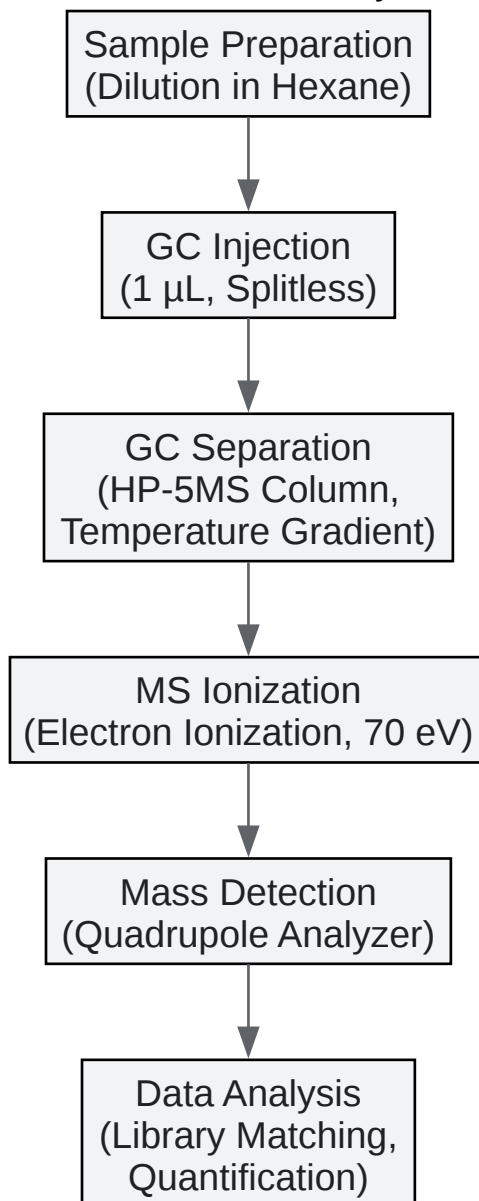 Sample Preparation
(Dilution in Hexane)
GC Injection
(1 µL, Splitless)
GC Separation
(HP-5MS Column,
Temperature Gradient)
MS Ionization
(Electron Ionization, 70 eV)
Mass Detection
(Quadrupole Analyzer)
Data Analysis
(Library Matching,
Quantification)